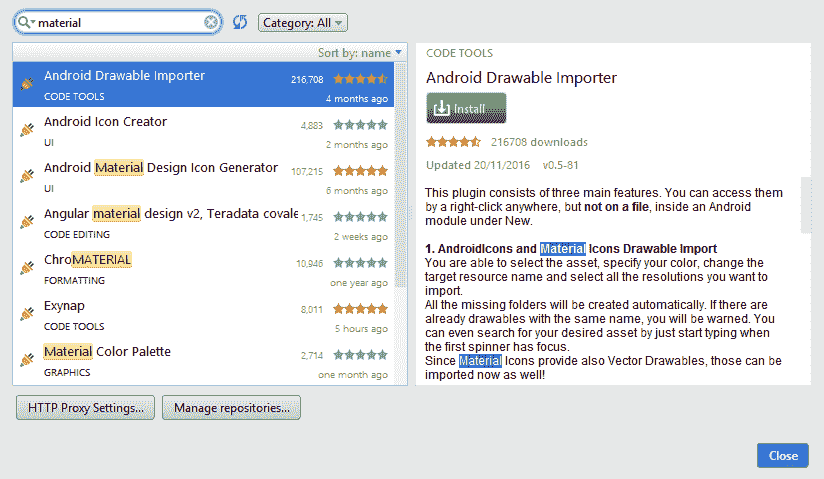 material
Category: All
Sort by: name
Android Drawable Importer
216,708
CODE TOOLS
4 months ago
Android Icon Creator
4,883
UI
2 months ago
Android Material Design Icon Generator
107,215
UI
6 months ago
Angular material design v2, Teradata covale
1,745
CODE EDITING
2 weeks ago
ChroMATERIAL
10,946
FORMATTING
one year ago
Exynap
8,011
CODE TOOLS
5 hours ago
Material Color Palette
2,714
GRAPHICS
one month ago
HTTP Proxy Settings...
Manage repositories...
CODE TOOLS
Android Drawable Importer
Install
216708 downloads
Updated 20/11/2016 v0.5-81
This plugin consists of three main features. You can access them
by a right-click anywhere, but not on a file, inside an Android
module under New.
1. AndroidIcons and Material Icons Drawable Import
You are able to select the asset, specify your color, change the
target resource name and select all the resolutions you want to
import.
All the missing folders will be created automatically. If there are
already drawables with the same name, you will be warned. You
can even search for your desired asset by just start typing when
the first spinner has focus.
Since Material Icons provide also Vector Drawables, those can be
imported now as well!
Close